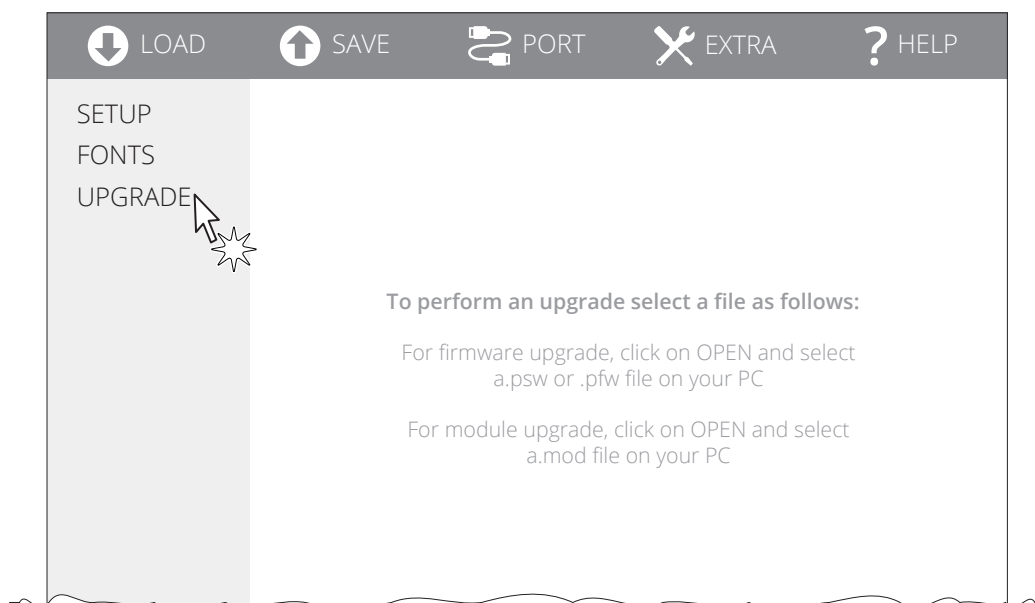 LOAD SAVE PORT EXTRA ? HELP
SETUP
FONTS
UPGRADE
To perform an upgrade select a file as follows:
For firmware upgrade, click on OPEN and select
a.psw or .pfw file on your PC
For module upgrade, click on OPEN and select
a.mod file on your PC